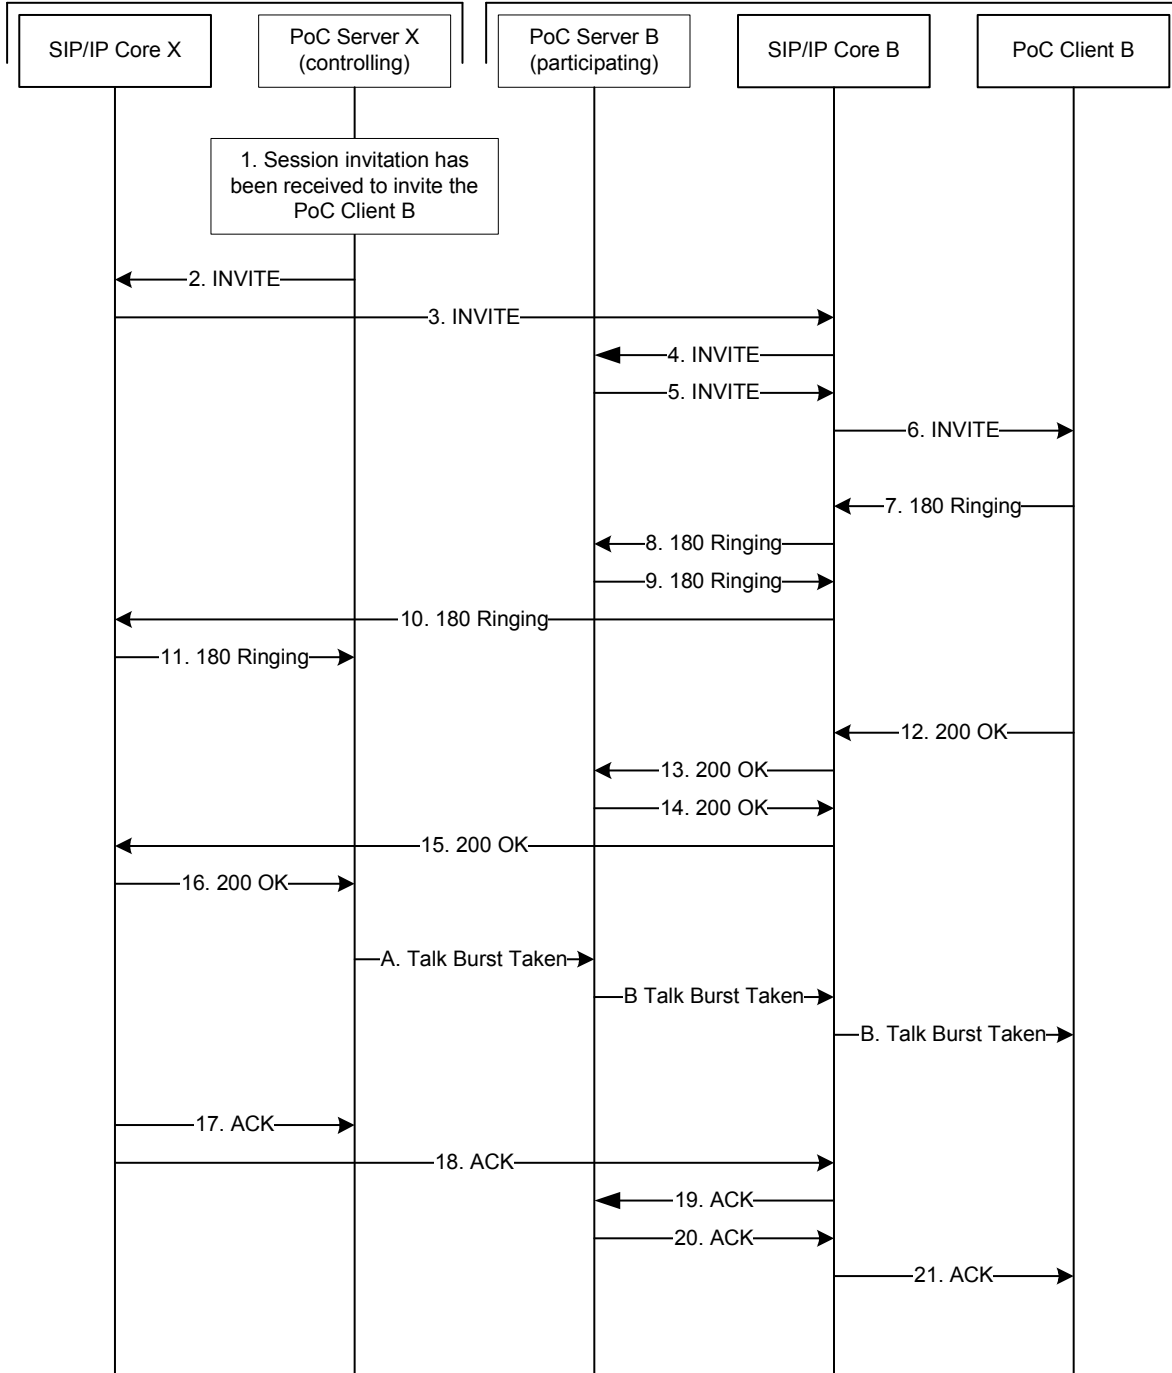 SIP/IP Core X
PoC Server X
(controlling)
PoC Server B
(participating)
SIP/IP Core B
PoC Client B
1. Session invitation has
been received to invite the
PoC Client B
2. INVITE
3. INVITE
4. INVITE
5. INVITE
6. INVITE
7. 180 Ringing
8. 180 Ringing
9. 180 Ringing
10. 180 Ringing
11. 180 Ringing
12. 200 OK
13. 200 OK
14. 200 OK
15. 200 OK
16. 200 OK
A. Talk Burst Taken
B Talk Burst Taken
B. Talk Burst Taken
17. ACK
18. ACK
19. ACK
20. ACK
21. ACK